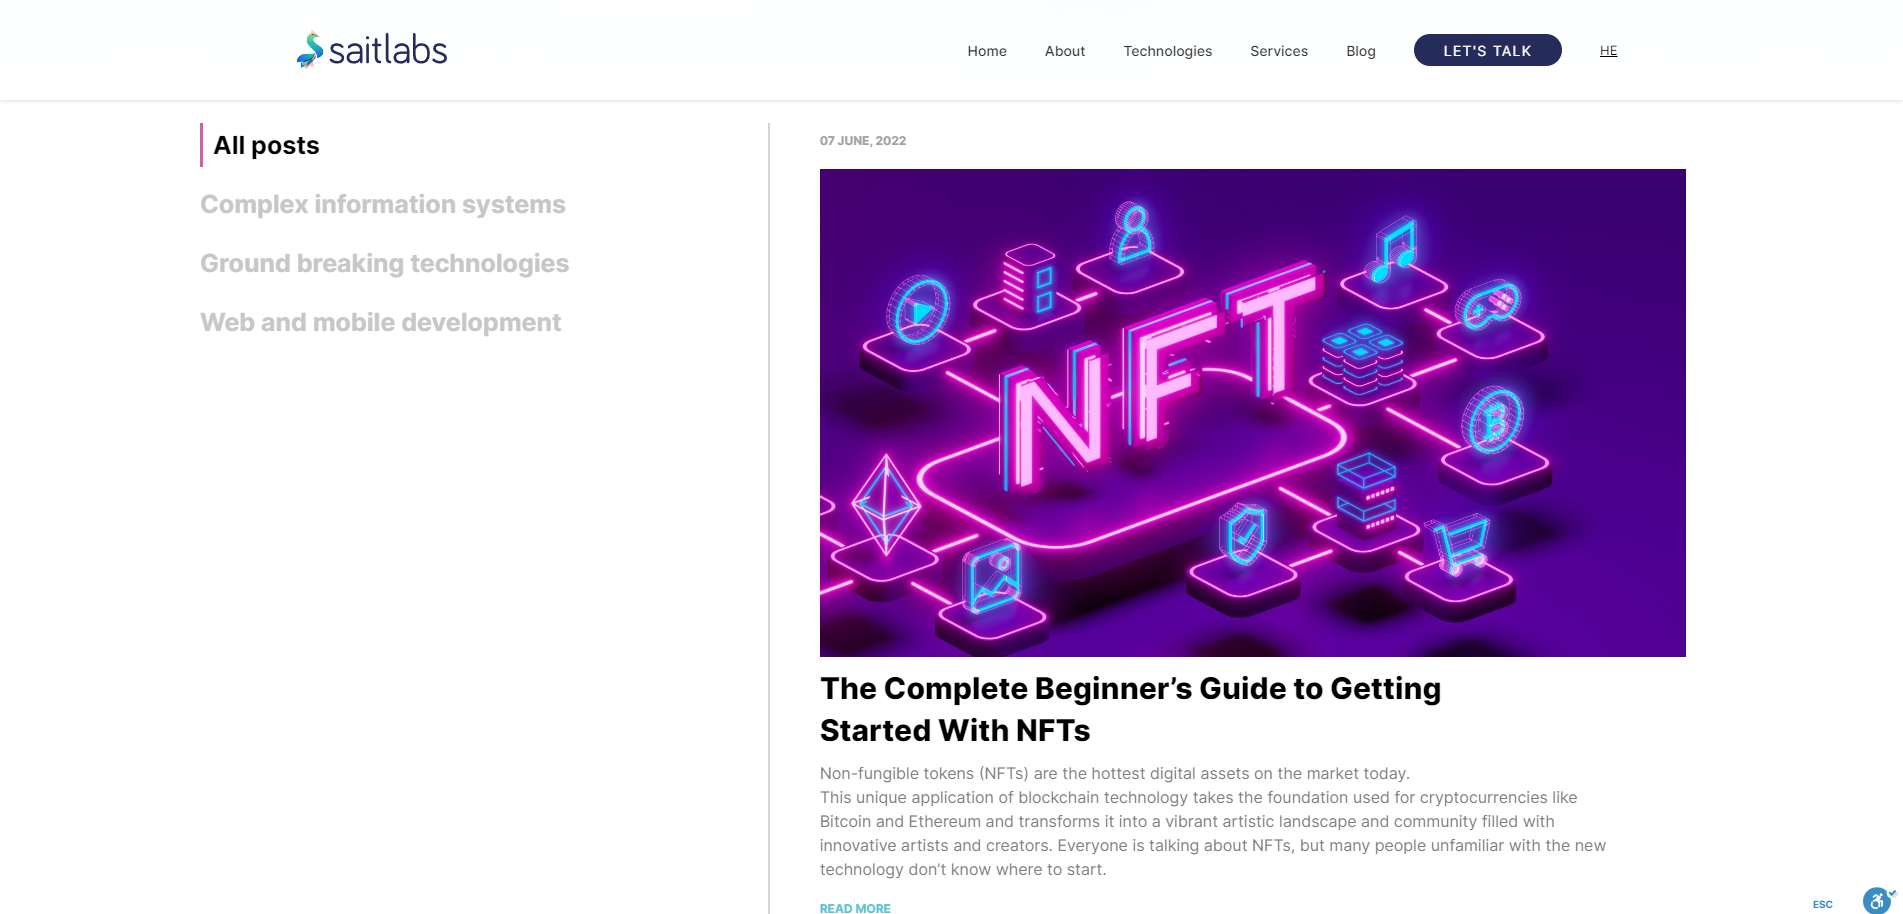 saitlabs
Home
About
Technologies
Services
Blog
LET'S TALK
HE
All posts
Complex information systems
Ground breaking technologies
Web and mobile development
07 JUNE, 2022
NFT
The Complete Beginner’s Guide to Getting
Started With NFTs
Non-fungible tokens (NFTs) are the hottest digital assets on the market today.
This unique application of blockchain technology takes the foundation used for cryptocurrencies like
Bitcoin and Ethereum and transforms it into a vibrant artistic landscape and community filled with
innovative artists and creators. Everyone is talking about NFTs, but many people unfamiliar with the new
technology don’t know where to start.
READ MORE
ESC